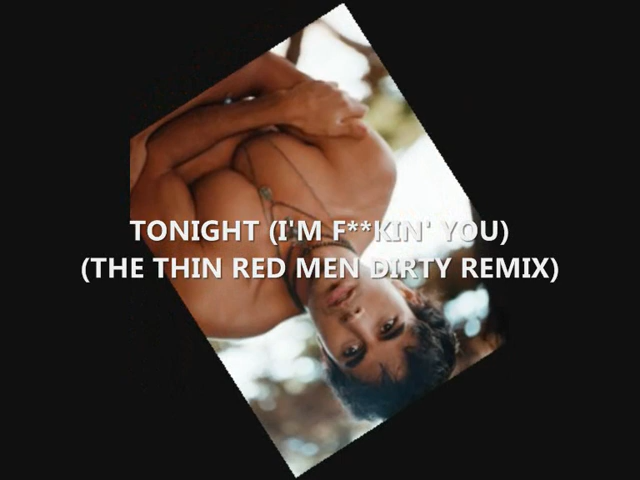 TONIGHT (I'M F**KIN' YOU)
(THE THIN RED MEN DIRTY REMIX)